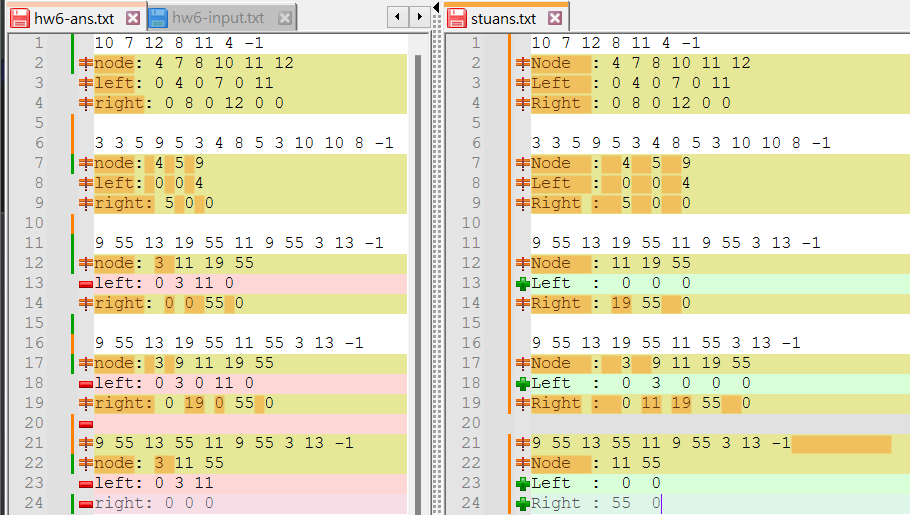 hw6-ans.txt
hw6-input.txt
1 10 7 12 8 11 4 -1
2 node: 4 7 8 10 11 12
3 left: 0 4 0 7 0 11
4 right: 0 8 0 12 0 0
5
6 3 3 5 9 5 3 4 8 5 3 10 10 8 -1
7 node: 4 5 9
8 left: 0 0 4
9 right: 5 0 0
10
11 9 55 13 19 55 11 9 55 3 13 -1
12 node: 3 11 19 55
13 left: 0 3 11 0
14 right: 0 0 55 0
15
16 9 55 13 19 55 11 55 3 13 -1
17 node: 3 9 11 19 55
18 left: 0 3 0 11 0
19 right: 0 19 0 55 0
20
21 9 55 13 55 11 9 55 3 13 -1
22 node: 3 11 55
23 left: 0 3 11
24 right: 0 0 0
stuans.txt
1 10 7 12 8 11 4 -1
2 Node : 4 7 8 10 11 12
3 Left : 0 4 0 7 0 11
4 Right : 0 8 0 12 0 0
5
6 3 3 5 9 5 3 4 8 5 3 10 10 8 -1
7 Node : 4 5 9
8 Left : 0 0 4
9 Right : 5 0 0
10
11 9 55 13 19 55 11 9 55 3 13 -1
12 Node : 11 19 55
13 Left : 0 0 0
14 Right : 19 55 0
15
16 9 55 13 19 55 11 55 3 13 -1
17 Node : 3 9 11 19 55
18 Left : 0 3 0 0 0
19 Right : 0 11 19 55 0
20
21 9 55 13 55 11 9 55 3 13 -1
22 Node : 11 55
23 Left : 0 0
24 Right : 55 0